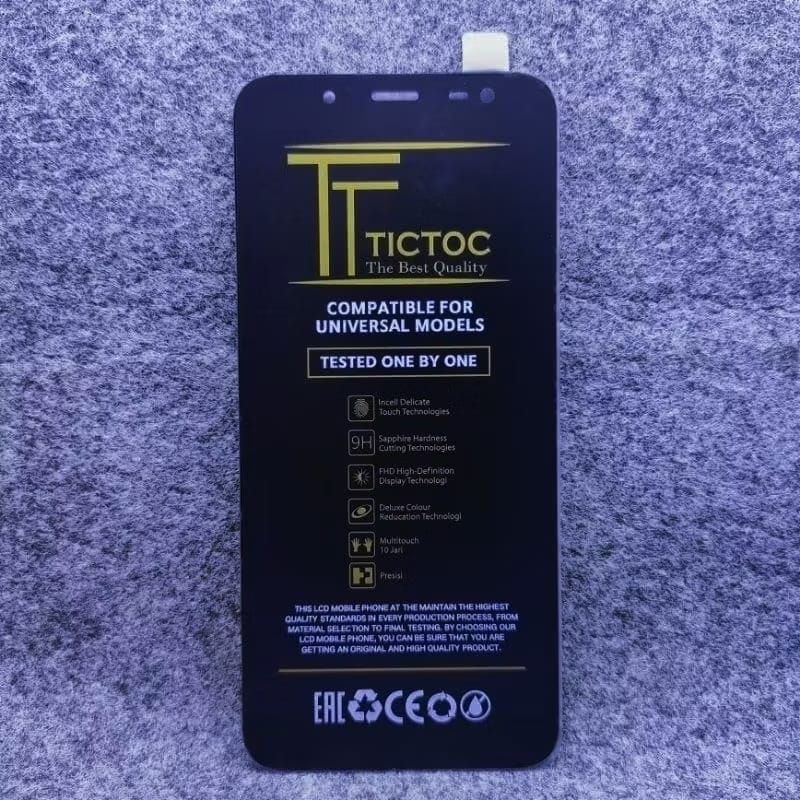 TT
TICTOC
The Best Quality
COMPATIBLE FOR
UNIVERSAL MODELS
TESTED ONE BY ONE
Incell Delicate
Touch Technologies
9H
Sapphire Hardness
Cutting Technologies
FHD High-Definition
Display Technologi
Deluxe Colour
Reducation Technologi
Multitouch
10 Jari
Presisi
THIS LCD MOBILE PHONE AT THE MAINTAIN THE HIGHEST
QUALITY STANDARDS IN EVERY PRODUCTION PROCESS, FROM
MATERIAL SELECTION TO FINAL TESTING. BY CHOOSING OUR
LCD MOBILE PHONE, YOU CAN BE SURE THAT YOU ARE
GETTING AN ORIGINAL AND HIGH QUALITY PRODUCT.
EAC CE